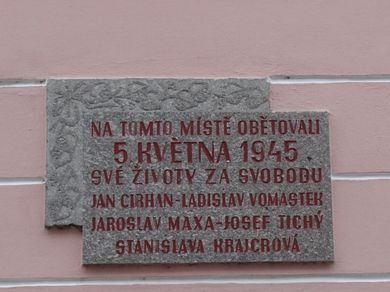 NA TOMTO MÍSTĚ OBĚTOVALI
5. KVĚTNA 1945
SVÉ ŽIVOTY ZA SVOBODU
JAN CIRHAN-LADISLAV VOMASTEK
JAROSLAV MAXA-JOSEF TICHÝ
STANISLAVA KRAJCROVÁ